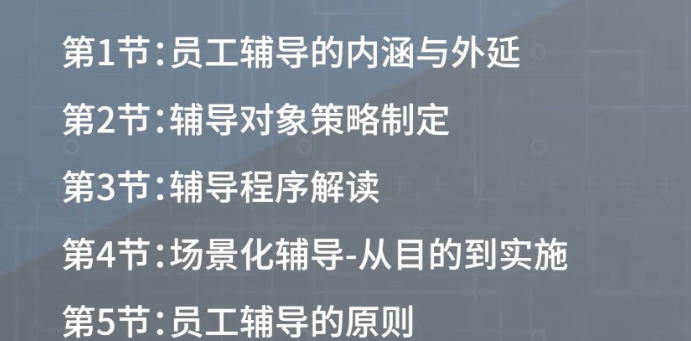 第1节：员工辅导的内涵与外延
第2节：辅导对象策略制定
第3节：辅导程序解读
第4节：场景化辅导-从目的到实施
第5节：员工辅导的原则